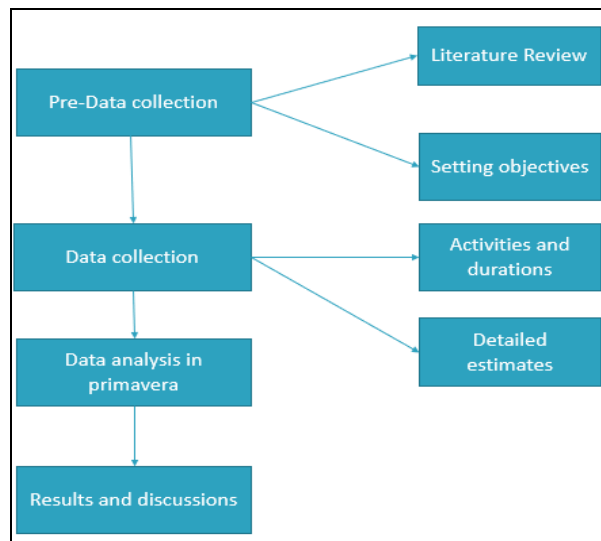 Pre-Data collection
Literature Review
Setting objectives
Data collection
Activities and
durations
Data analysis in
primavera
Detailed
estimates
Results and discussions